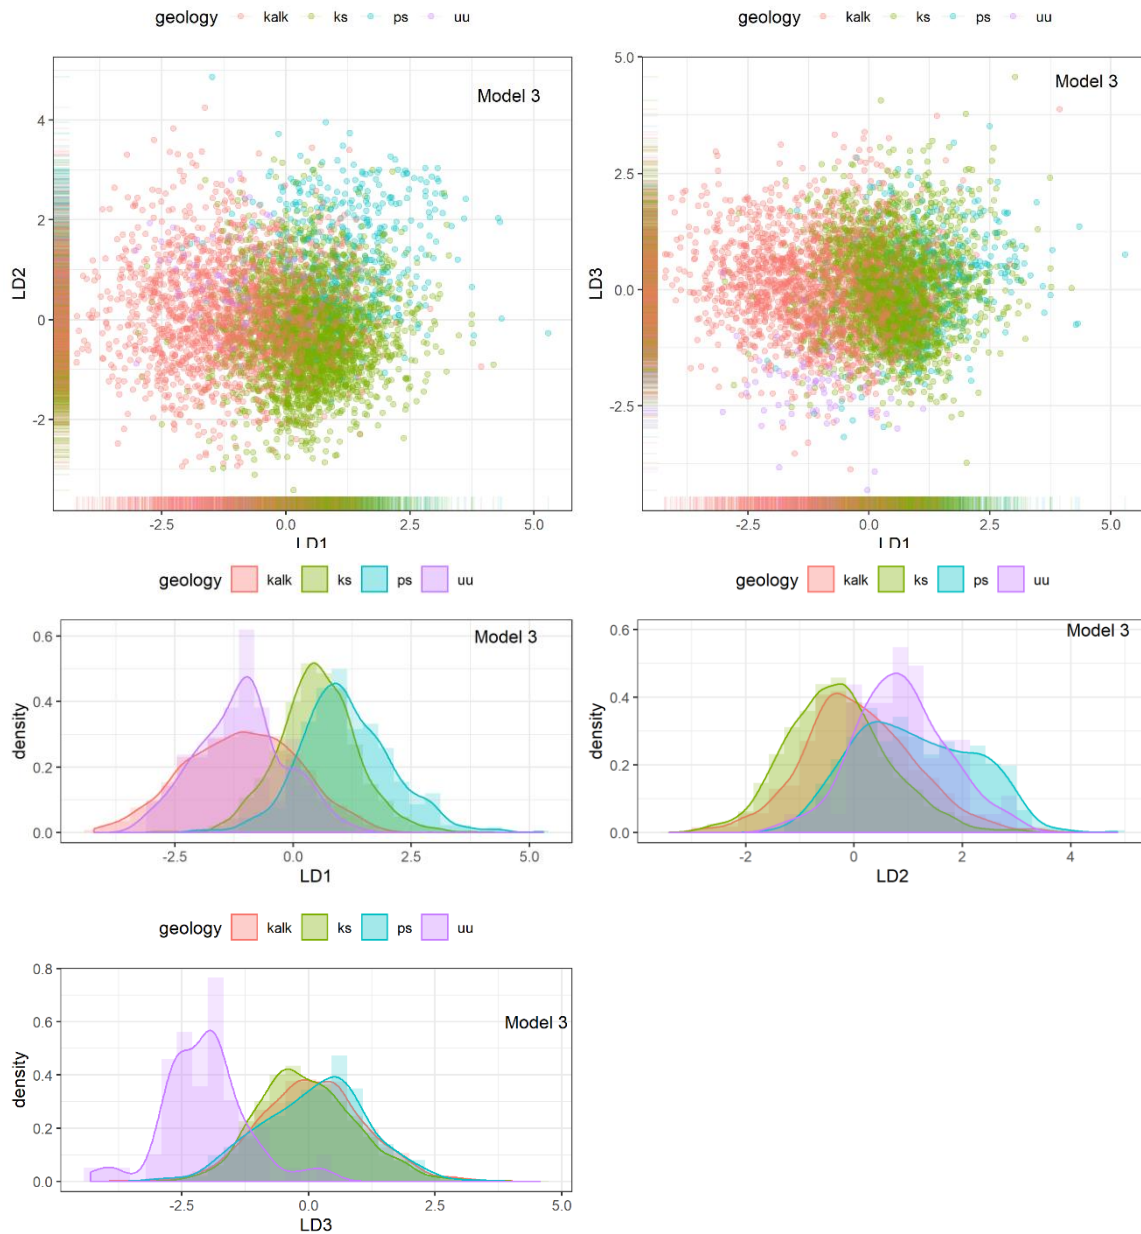 geology kalk ks ps uu
Model 3
LD2
4
2
0
-2
-2.5 0.0 2.5 5.0
LD1
geology kalk ks ps uu
Model 3
LD3
5.0
2.5
0.0
-2.5
-2.5 0.0 2.5 5.0
LD1
geology kalk ks ps uu
Model 3
density
0.6
0.4
0.2
0.0
-2.5 0.0 2.5 5.0
LD1
geology kalk ks ps uu
Model 3
density
0.6
0.4
0.2
0.0
-2 0 2 4
LD2
geology kalk ks ps uu
Model 3
density
0.8
0.6
0.4
0.2
0.0
-2.5 0.0 2.5 5.0
LD3